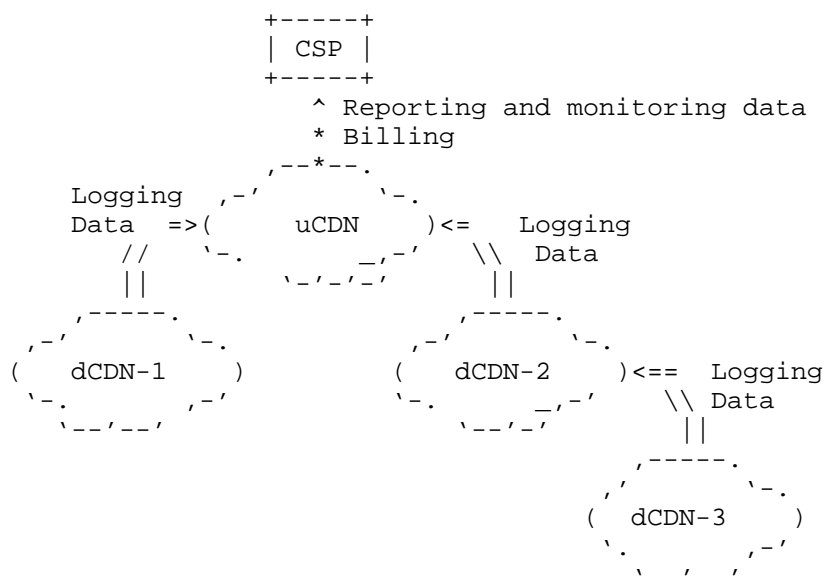 CSP
^ Reporting and monitoring data
* Billing
Logging
Data =>( uCDN )<= Logging
Data
dCDN-1
dCDN-2 )<== Logging
Data
dCDN-3